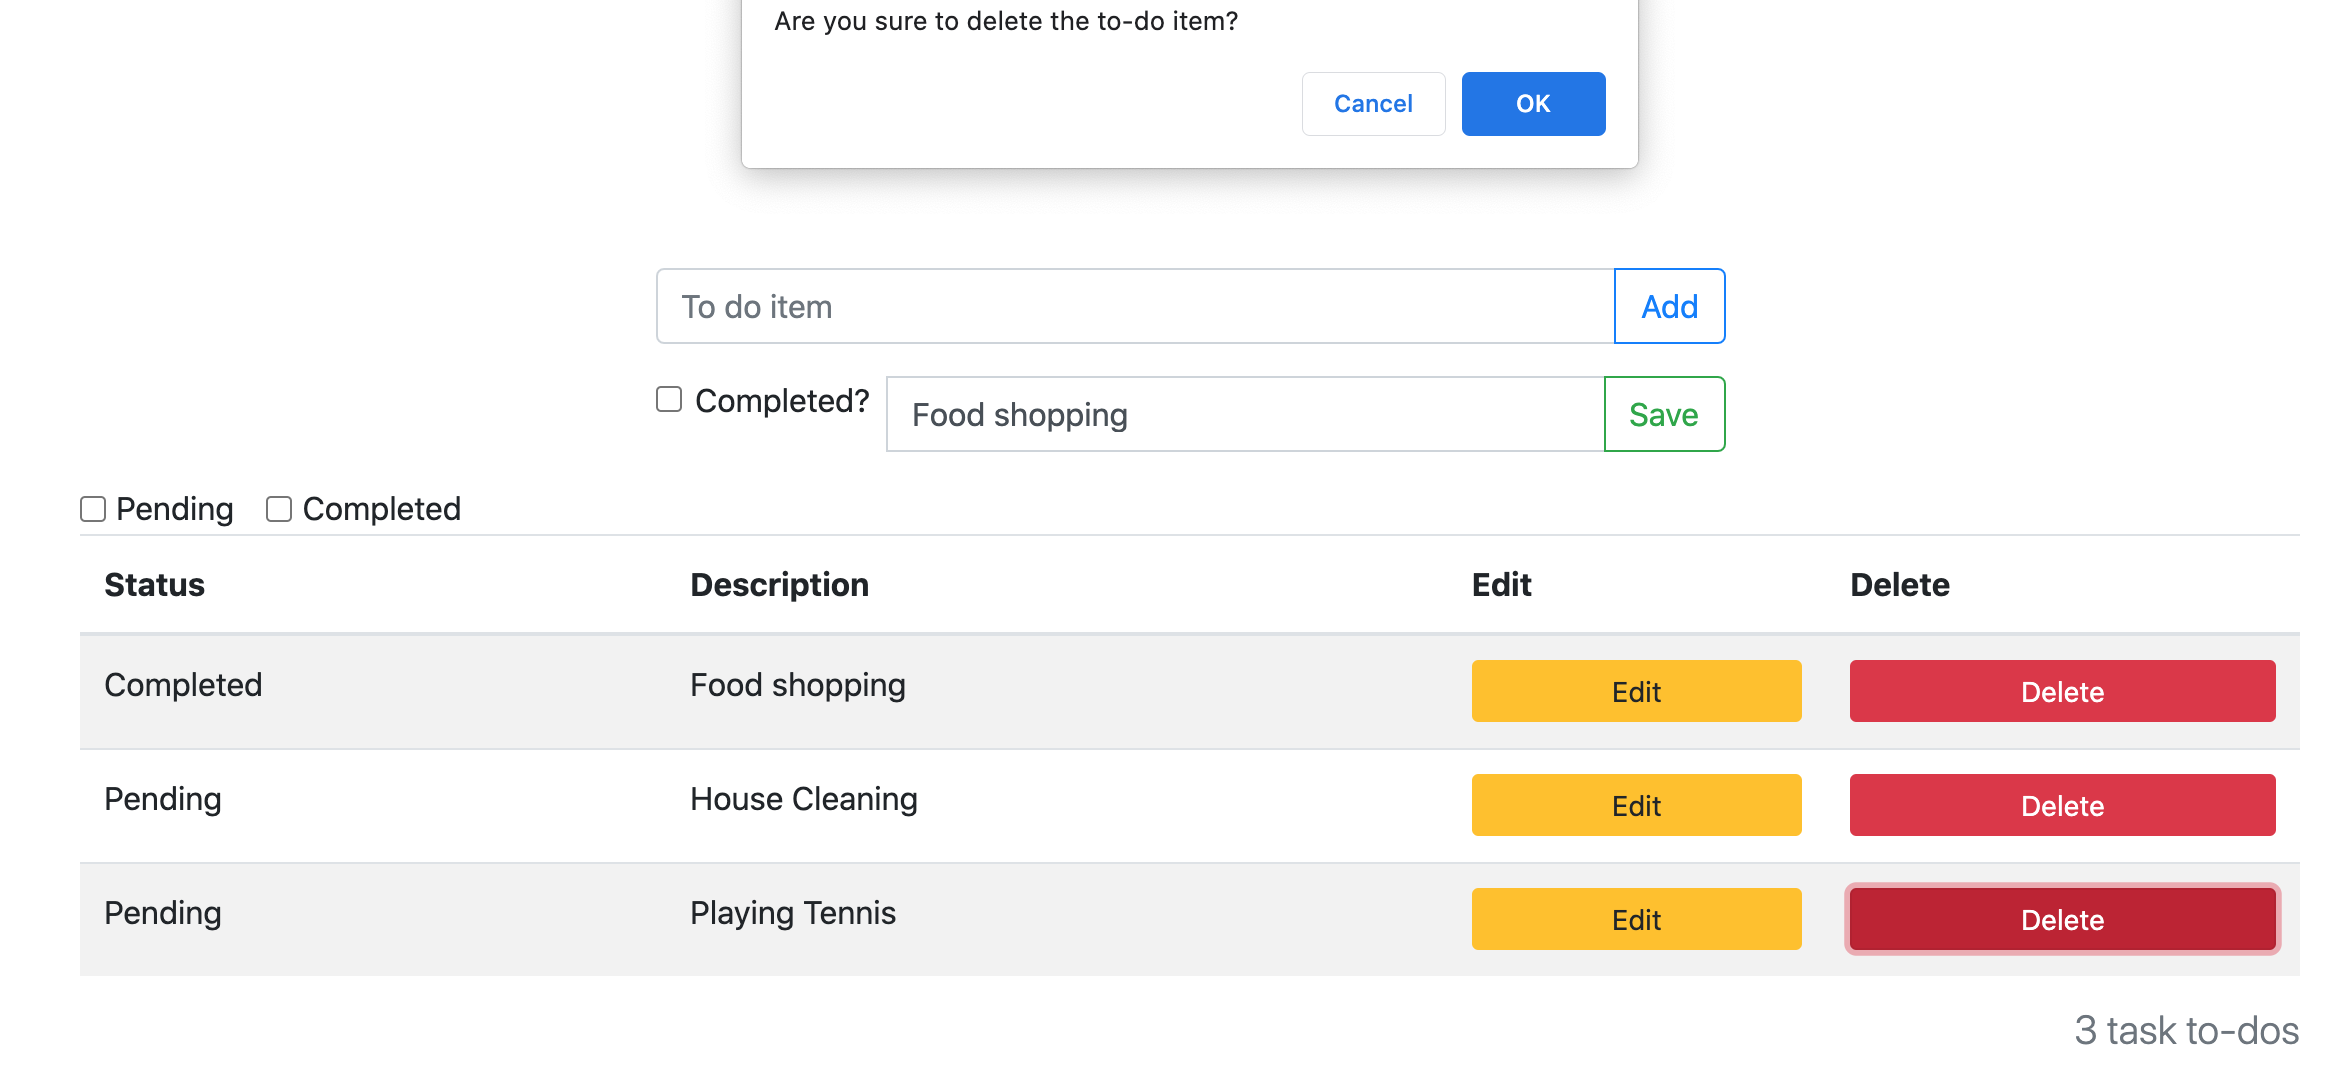 Are you sure to delete the to-do item?
Cancel OK
To do item Add
Completed? Food shopping Save
Pending Completed
Status Description Edit Delete
Completed Food shopping Edit Delete
Pending House Cleaning Edit Delete
Pending Playing Tennis Edit Delete
3 task to-dos